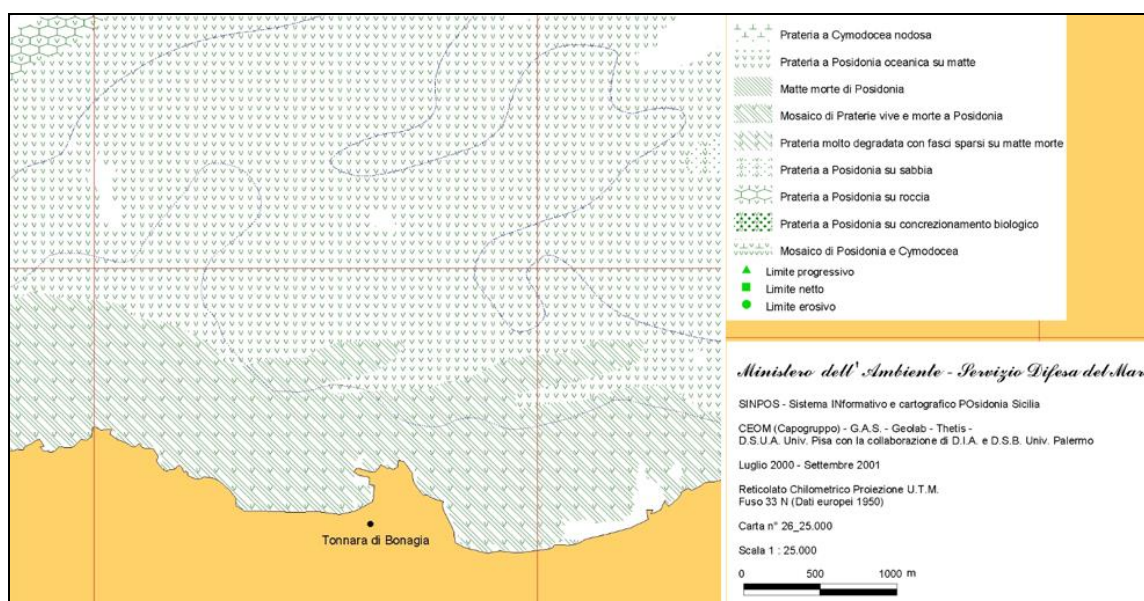 Tonnara di Bonagia
Prateria a Cymodocea nodosa
Prateria a Posidonia oceanica su matte
Matte morte di Posidonia
Mosaico di Praterie vive e morte a Posidonia
Prateria molto degradata con fasci sparsi su matte morte
Prateria a Posidonia su sabbia
Prateria a Posidonia su roccia
Prateria a Posidonia su concrezionamento biologico
Mosaico di Posidonia e Cymodocea
Limite progressivo
Limite netto
Limite erosivo
Ministero dell' Ambiente - Servizio Difesa del Mar
SINPOS - Sistema INformativo e cartografico POsidonia Sicilia
CEOM (Capogruppo) - G.A.S. - Geolab - Thetis -
D.S.U.A. Univ. Pisa con la collaborazione di D.I.A. e D.S.B. Univ. Palermo
Luglio 2000 - Settembre 2001
Reticolato Chilometrico Proiezione U.T.M.
Fuso 33 N (Dati europei 1950)
Carta n° 26_25.000
Scala 1 : 25.000
0 500 1000 m